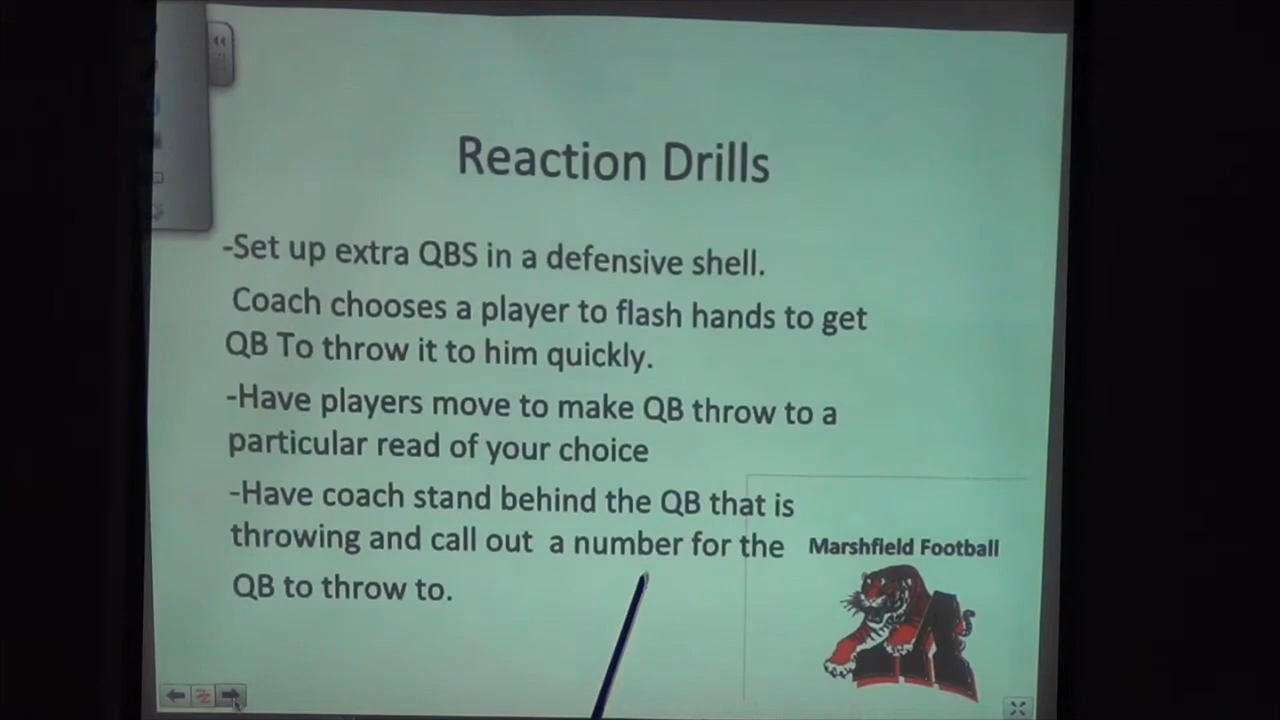 Reaction Drills
-Set up extra QBS in a defensive shell.
Coach chooses a player to flash hands to get
QB To throw it to him quickly.
-Have players move to make QB throw to a
particular read of your choice
-Have coach stand behind the QB that is
throwing and call out a number for the
QB to throw to.
Marshfield Football
M